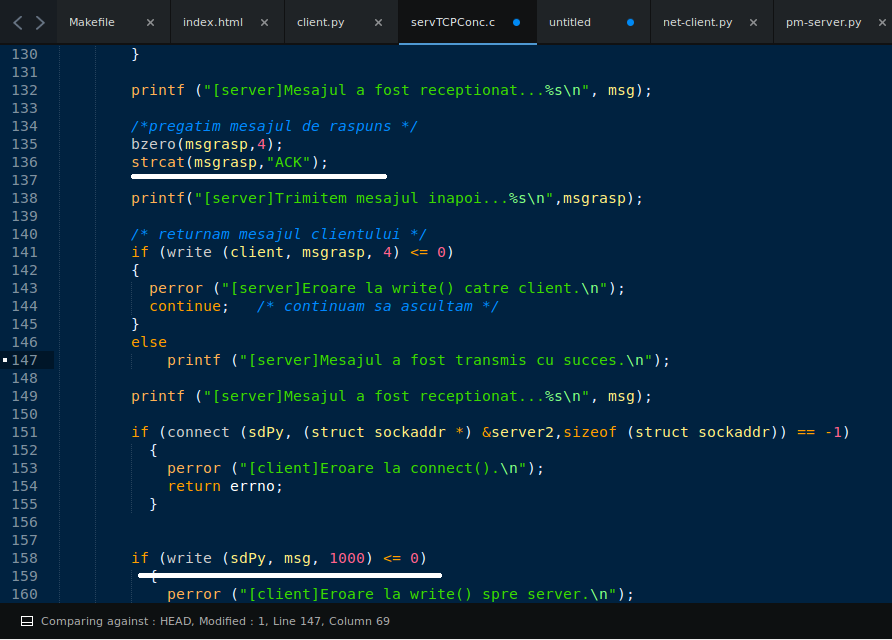 Makefile × index.html × client.py × servTCPConc.c untitled net-client.py × pm-server.py ×
130 }
131
132 printf ("[server]Mesajul a fost receptionat...%s\n", msg);
133
134 /*pregatim mesajul de raspuns */
135 bzero(msgrasp,4);
136 strcat(msgrasp,"ACK");
137
138 printf("[server]Trimitem mesajul inapoi...%s\n",msgrasp);
139
140 /* returnam mesajul clientului */
141 if (write (client, msgrasp, 4) <= 0)
142 {
143 perror ("[server]Eroare la write() catre client.\n");
144 continue; /* continuam sa ascultam */
145 }
146 else
147 printf ("[server]Mesajul a fost transmis cu succes.\n");
148
149 printf ("[server]Mesajul a fost receptionat...%s\n", msg);
150
151 if (connect (sdPy, (struct sockaddr *) &server2,sizeof (struct sockaddr)) == -1)
152 {
153 perror ("[client]Eroare la connect().\n");
154 return errno;
155 }
156
157
158 if (write (sdPy, msg, 1000) <= 0)
159 {
160 perror ("[client]Eroare la write() spre server.\n");
Comparing against : HEAD, Modified : 1, Line 147, Column 69